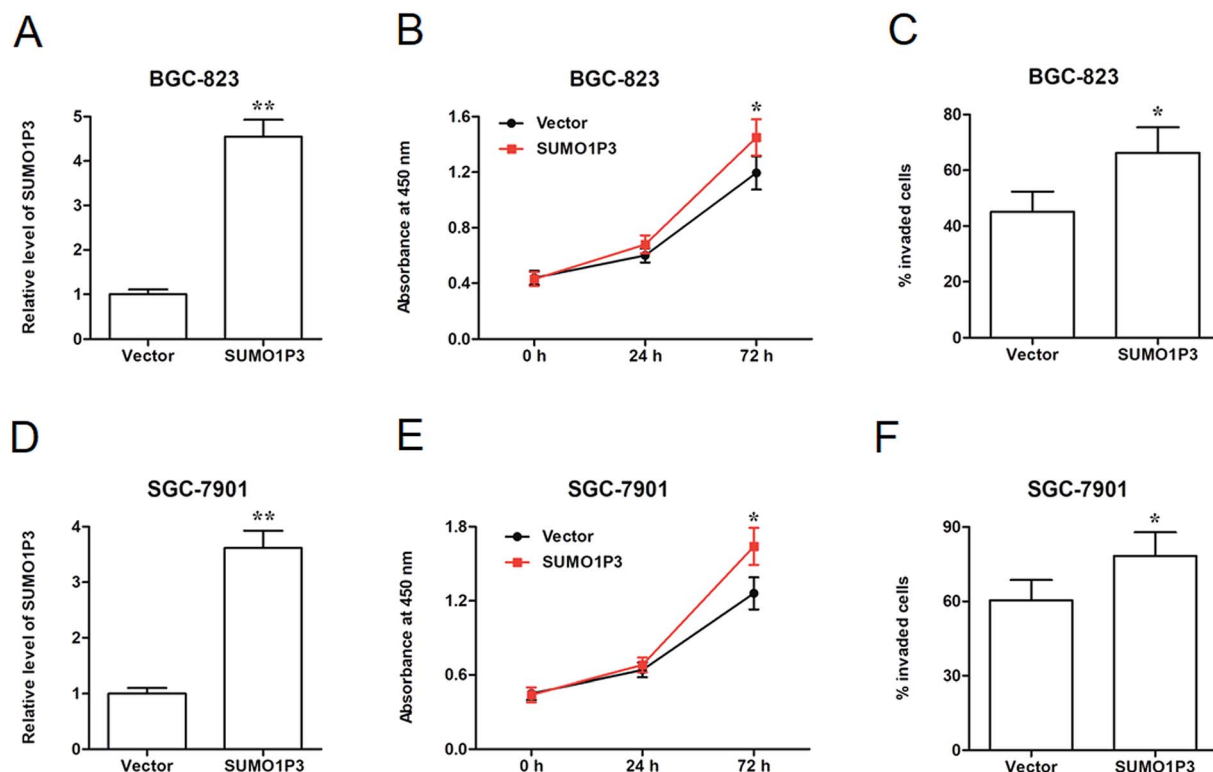 A
BGC-823
Relative level of SUMO1P3
5
4
3
2
1
0
**
Vector SUMO1P3
B
BGC-823
Absorbance at 450 nm
1.6
1.2
0.8
0.4
0.0
Vector
SUMO1P3
*
0 h 24 h 72 h
C
BGC-823
% invaded cells
80
60
40
20
0
*
Vector SUMO1P3
D
SGC-7901
Relative level of SUMO1P3
4
3
2
1
0
**
Vector SUMO1P3
E
SGC-7901
Absorbance at 450 nm
1.8
1.2
0.6
0.0
Vector
SUMO1P3
*
0 h 24 h 72 h
F
SGC-7901
% invaded cells
90
60
30
0
*
Vector SUMO1P3